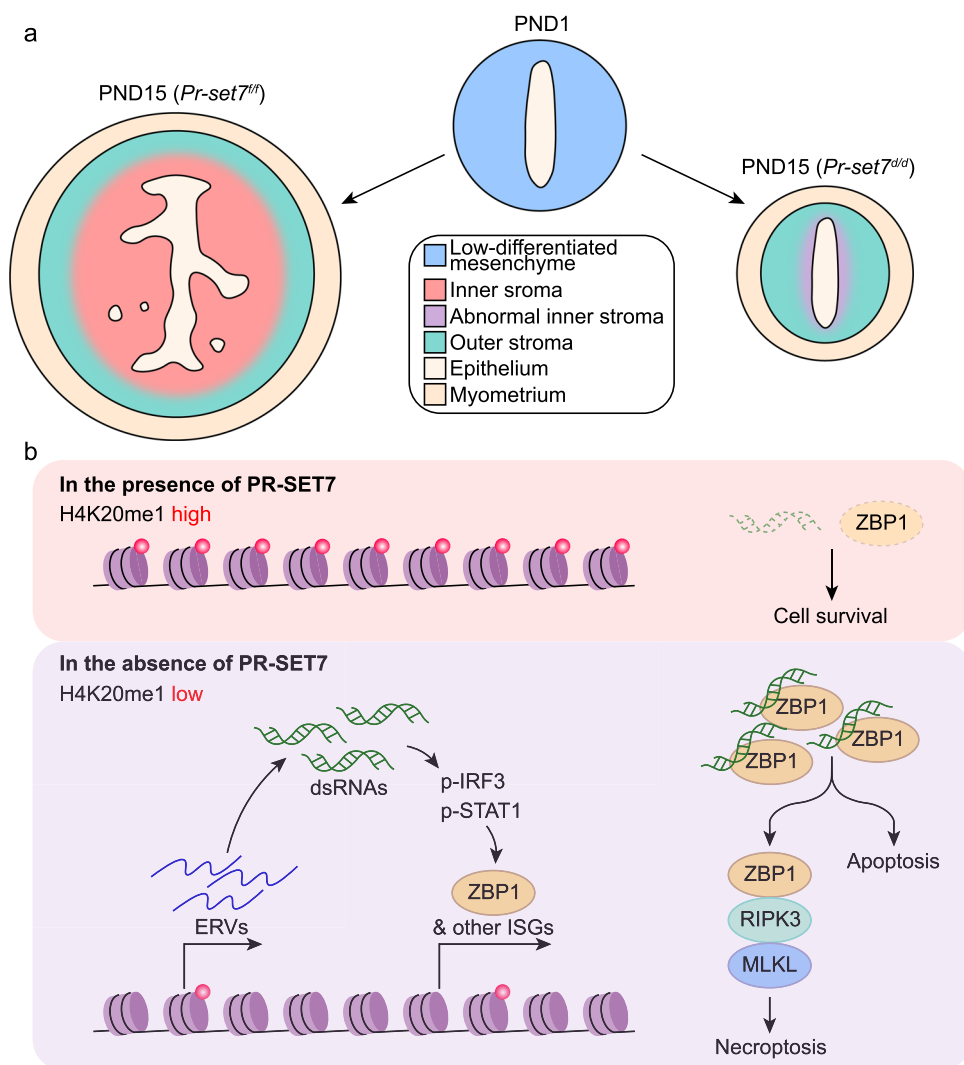 a
PND1
PND15 (Pr-set7f/f)
PND15 (Pr-set7d/d)
Low-differentiated
mesenchyme
Inner sroma
Abnormal inner stroma
Outer stroma
Epithelium
Myometrium
b
In the presence of PR-SET7
H4K20me1 high
ZBP1
Cell survival
In the absence of PR-SET7
H4K20me1 low
dsRNAs
p-IRF3
p-STAT1
ERVs
ZBP1
& other ISGs
ZBP1
ZBP1
ZBP1
Apoptosis
ZBP1
RIPK3
MLKL
Necroptosis